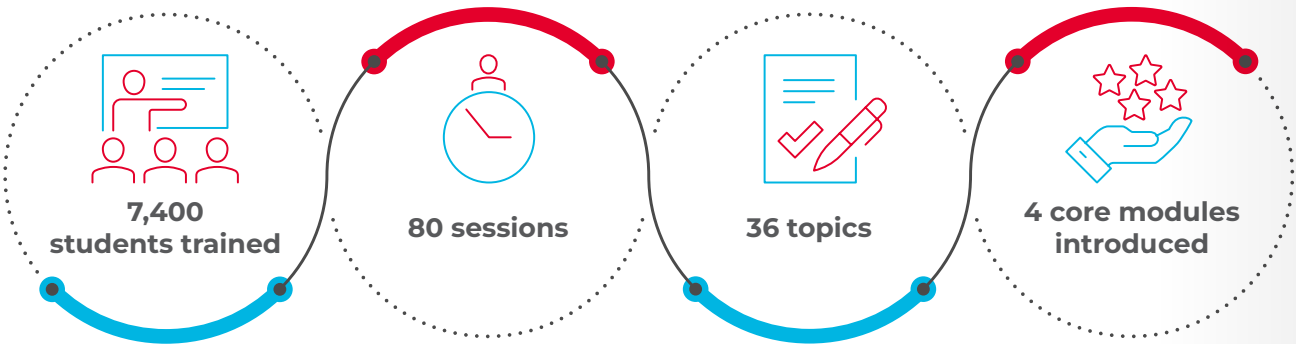 7,400
students trained
80 sessions
36 topics
4 core modules
introduced